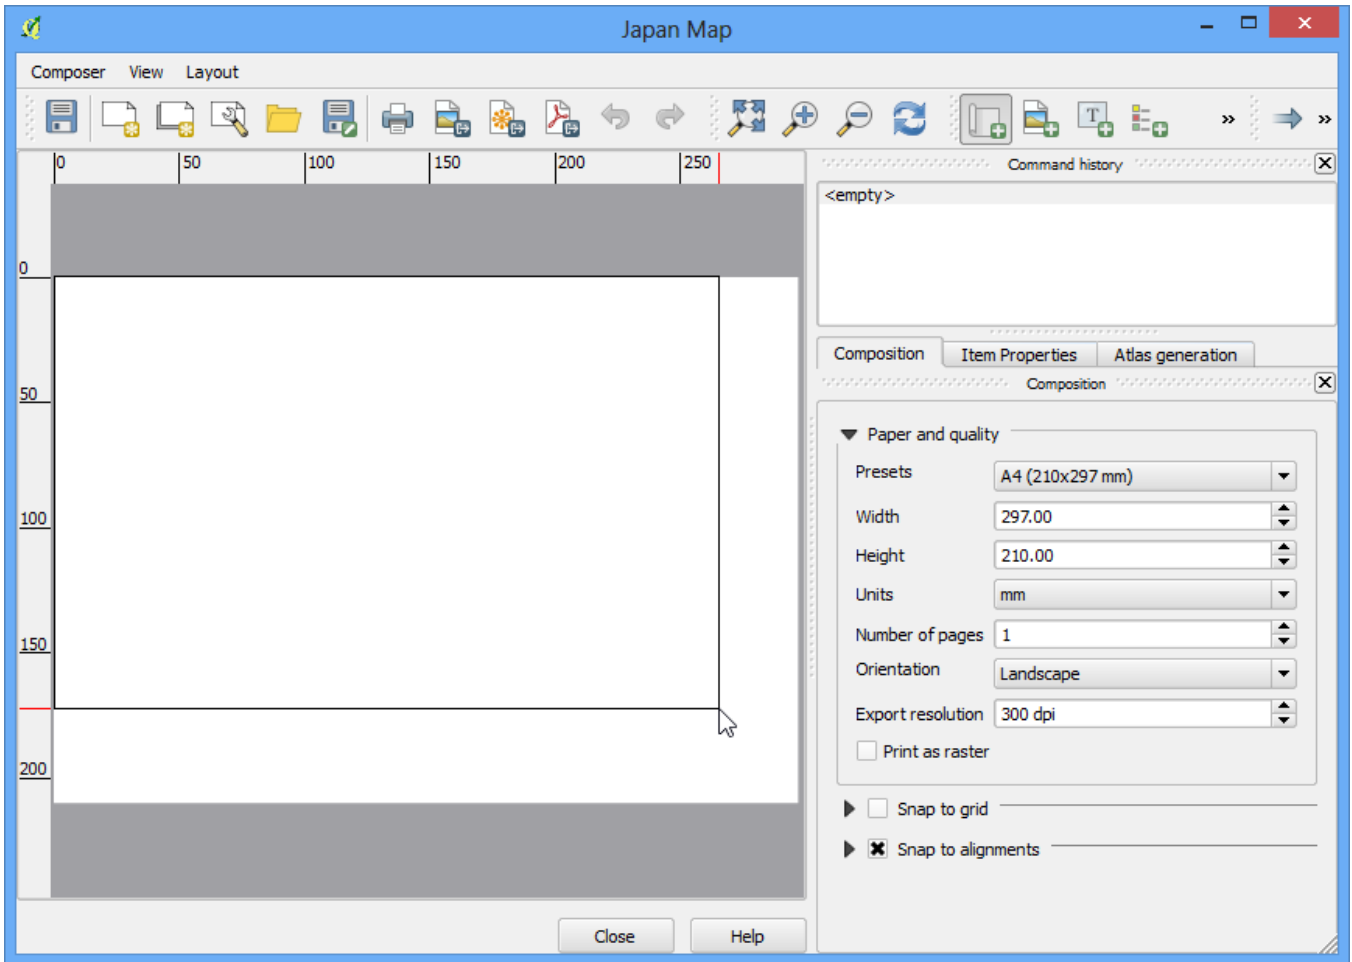 Japan Map
Composer View Layout
T
0 50 100 150 200 250
0
50
100
150
200
Command history
<empty>
Composition Item Properties Atlas generation
Composition
Paper and quality
Presets A4 (210x297 mm)
Width 297.00
Height 210.00
Units mm
Number of pages 1
Orientation Landscape
Export resolution 300 dpi
Print as raster
Snap to grid
Snap to alignments
Close Help